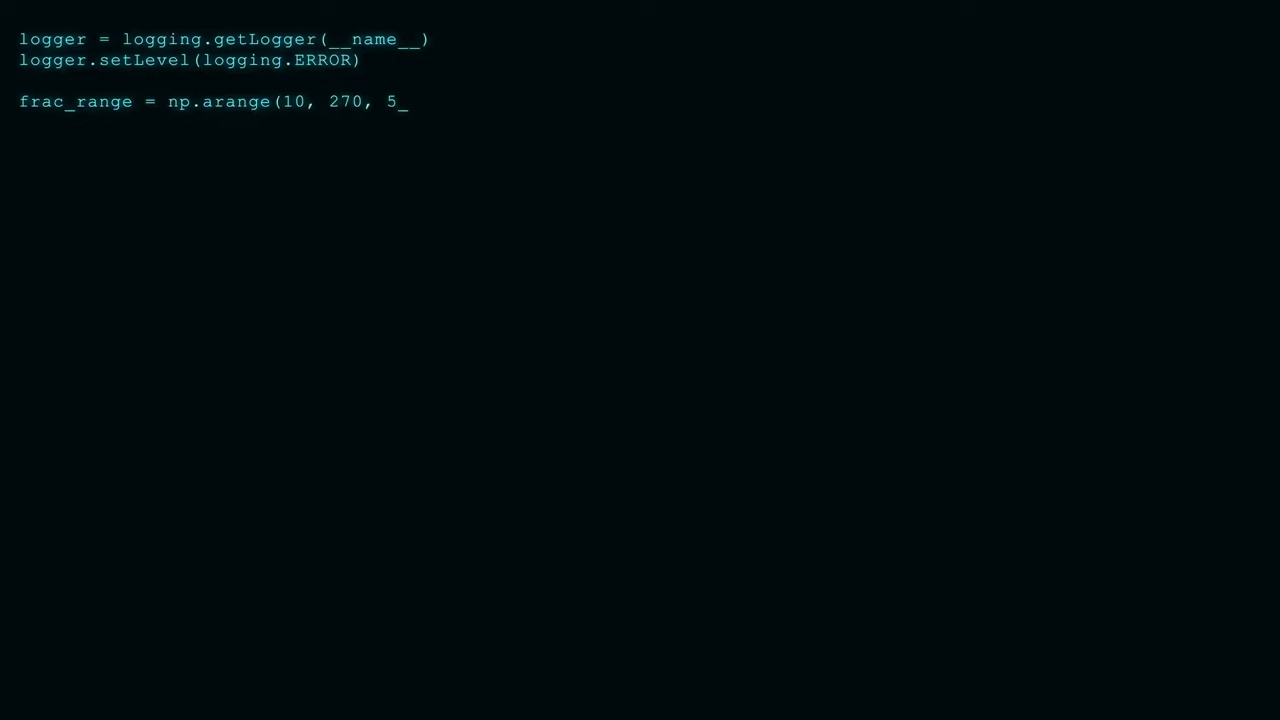 logger = logging.getLogger(__name__)
logger.setLevel(logging.ERROR)

frac_range = np.arange(10, 270, 5_